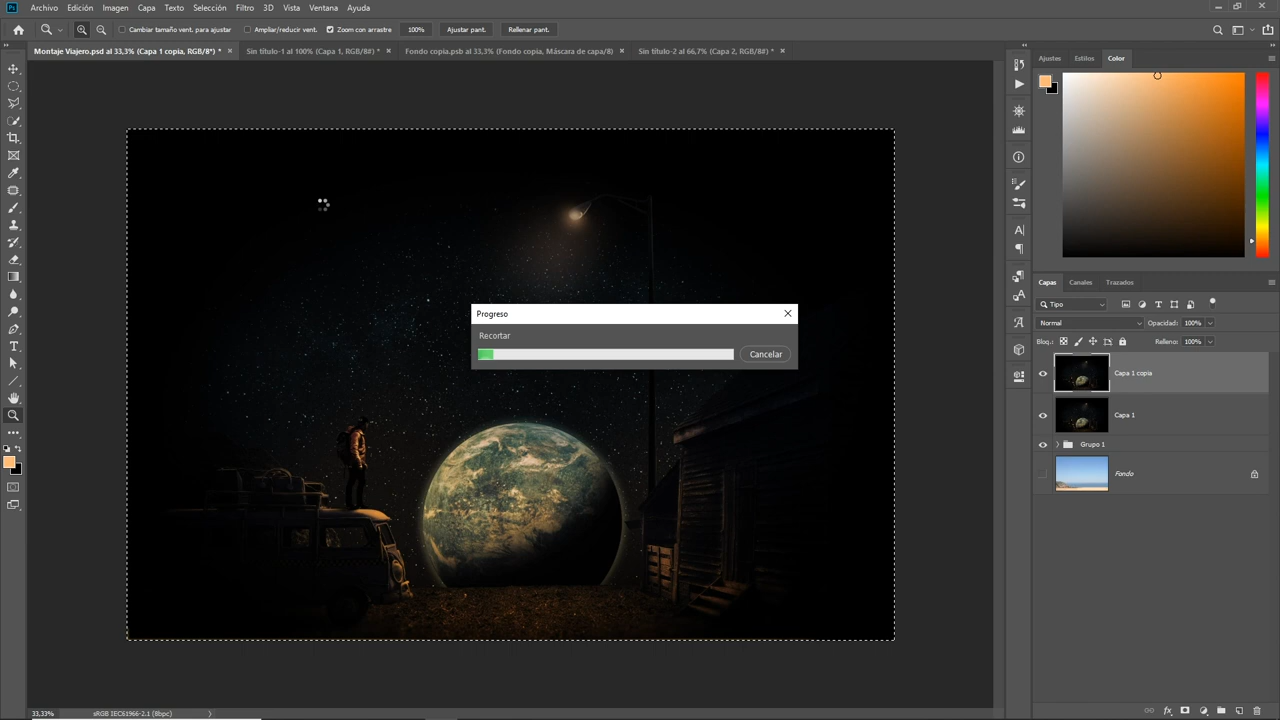 Ps Archivo Edición Imagen Capa Texto Selección Filtro 3D Vista Ventana Ayuda
Cambiar tamaño vent. para ajustar Ampliar/reducir vent. Zoom con arrastre 100% Ajustar pant. Rellenar pant.
Montaje Viajero.psd al 33,3% (Capa 1 copia, RGB/8*) * Sin título-1 al 100% (Capa 1, RGB/8#) * Fondo copia.psb al 33,3% (Fondo copia, Máscara de capa/8) Sin título-2 al 66,7% (Capa 2, RGB/8#) *
Ajustes Estilos Color
Capas Canales Trazados
Tipo
Normal Opacidad: 100%
Bloq.: Relleno: 100%
Capa 1 copia
Capa 1
Grupo 1
Fondo
Progreso
Recortar
Cancelar
33,33% sRGB IEC61966-2.1 (8bpc)